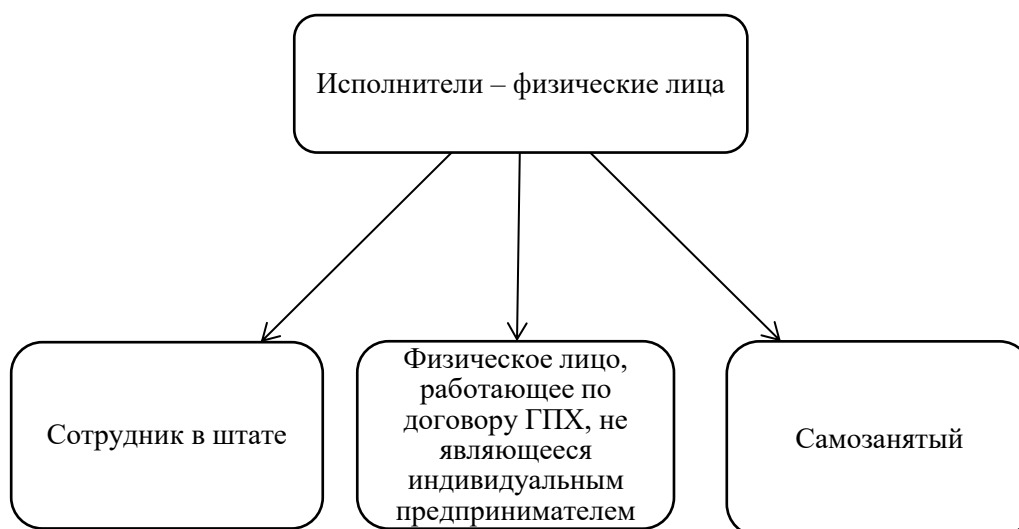 Исполнители – физические лица
Сотрудник в штате
Физическое лицо,
работающее по
договору ГПХ, не
являющееся
индивидуальным
предпринимателем
Самозанятый